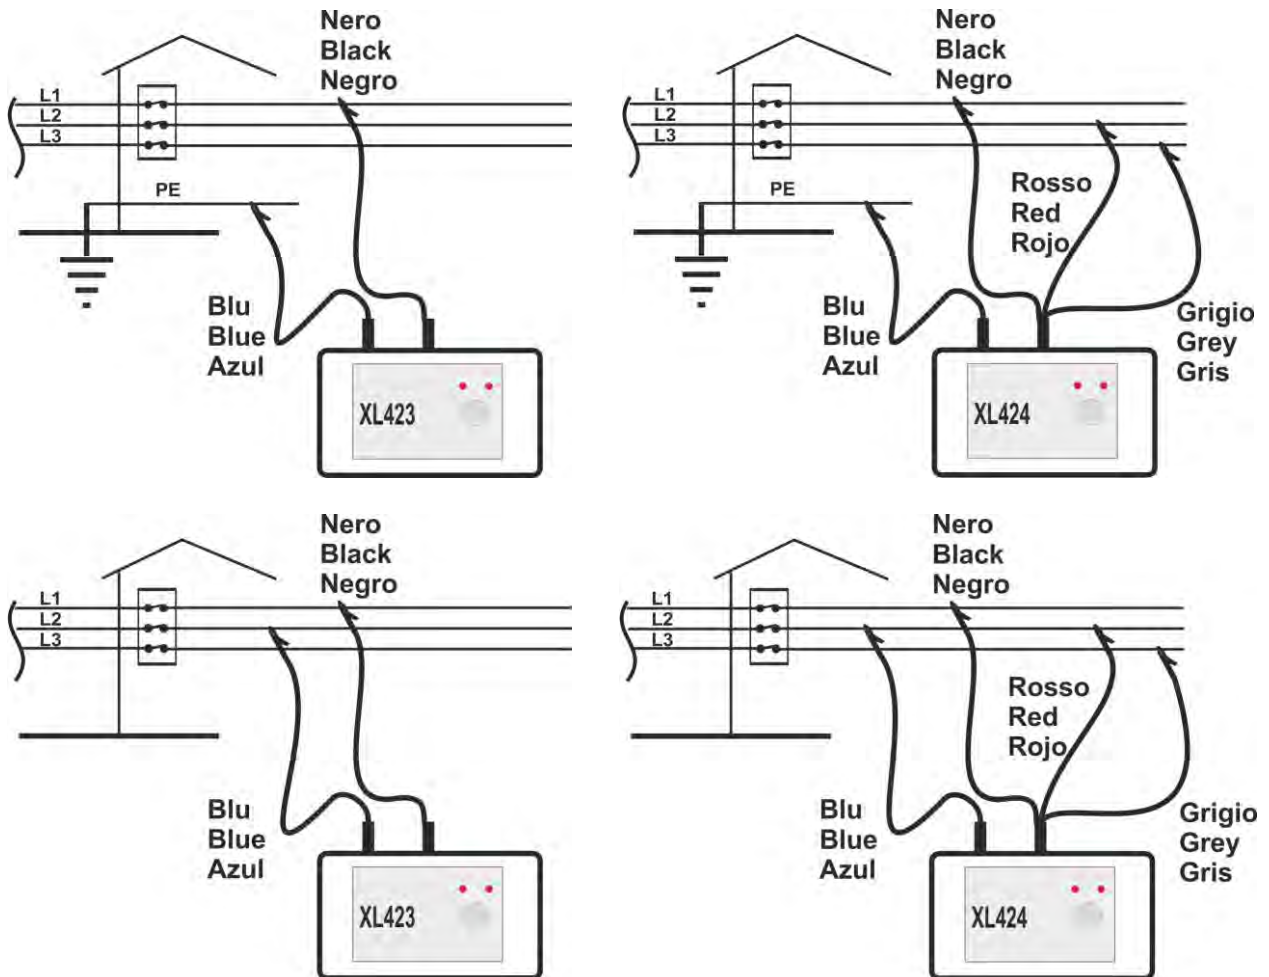 Nero
Black
Negro
L1
L2
L3
PE
Blu
Blue
Azul
XL423
Nero
Black
Negro
L1
L2
L3
PE
Rosso
Red
Rojo
Blu
Blue
Azul
Grigio
Grey
Gris
XL424
Nero
Black
Negro
L1
L2
L3
Blu
Blue
Azul
XL423
Nero
Black
Negro
L1
L2
L3
Rosso
Red
Rojo
Blu
Blue
Azul
Grigio
Grey
Gris
XL424